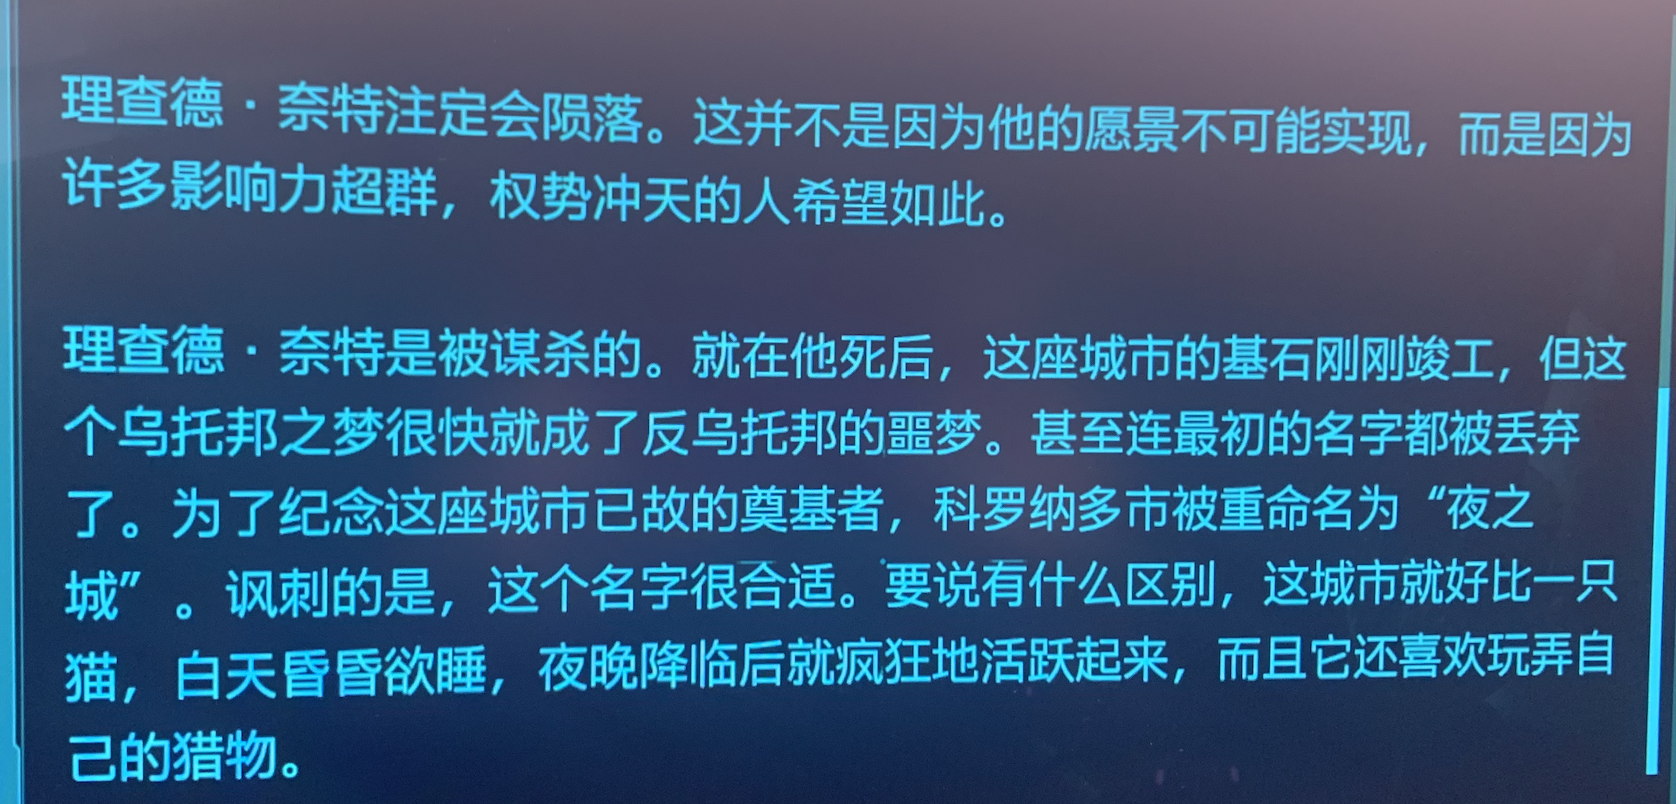 理查德·奈特注定会陨落。这并不是因为他的愿景不可能实现，而是因为
许多影响力超群，权势冲天的人希望如此。
理查德·奈特是被谋杀的。就在他死后，这座城市的基石刚刚竣工，但这
个乌托邦之梦很快就成了反乌托邦的噩梦。甚至连最初的名字都被丢弃
了。为了纪念这座城市已故的奠基者，科罗纳多市被重命名为“夜之
城”。讽刺的是，这个名字很合适。要说有什么区别，这城市就好比一只
猫，白天昏昏欲睡，夜晚降临后就疯狂地活跃起来，而且它还喜欢玩弄自
己的猎物。